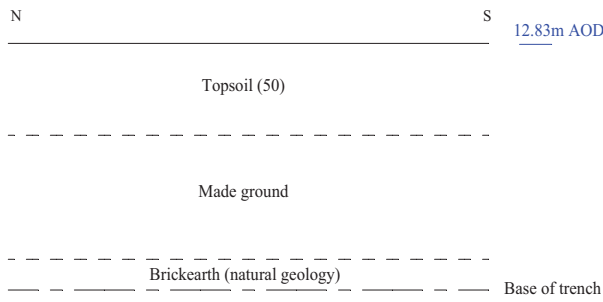 N
S
12.83m AOD
Topsoil (50)
Made ground
Brickearth (natural geology)
Base of trench